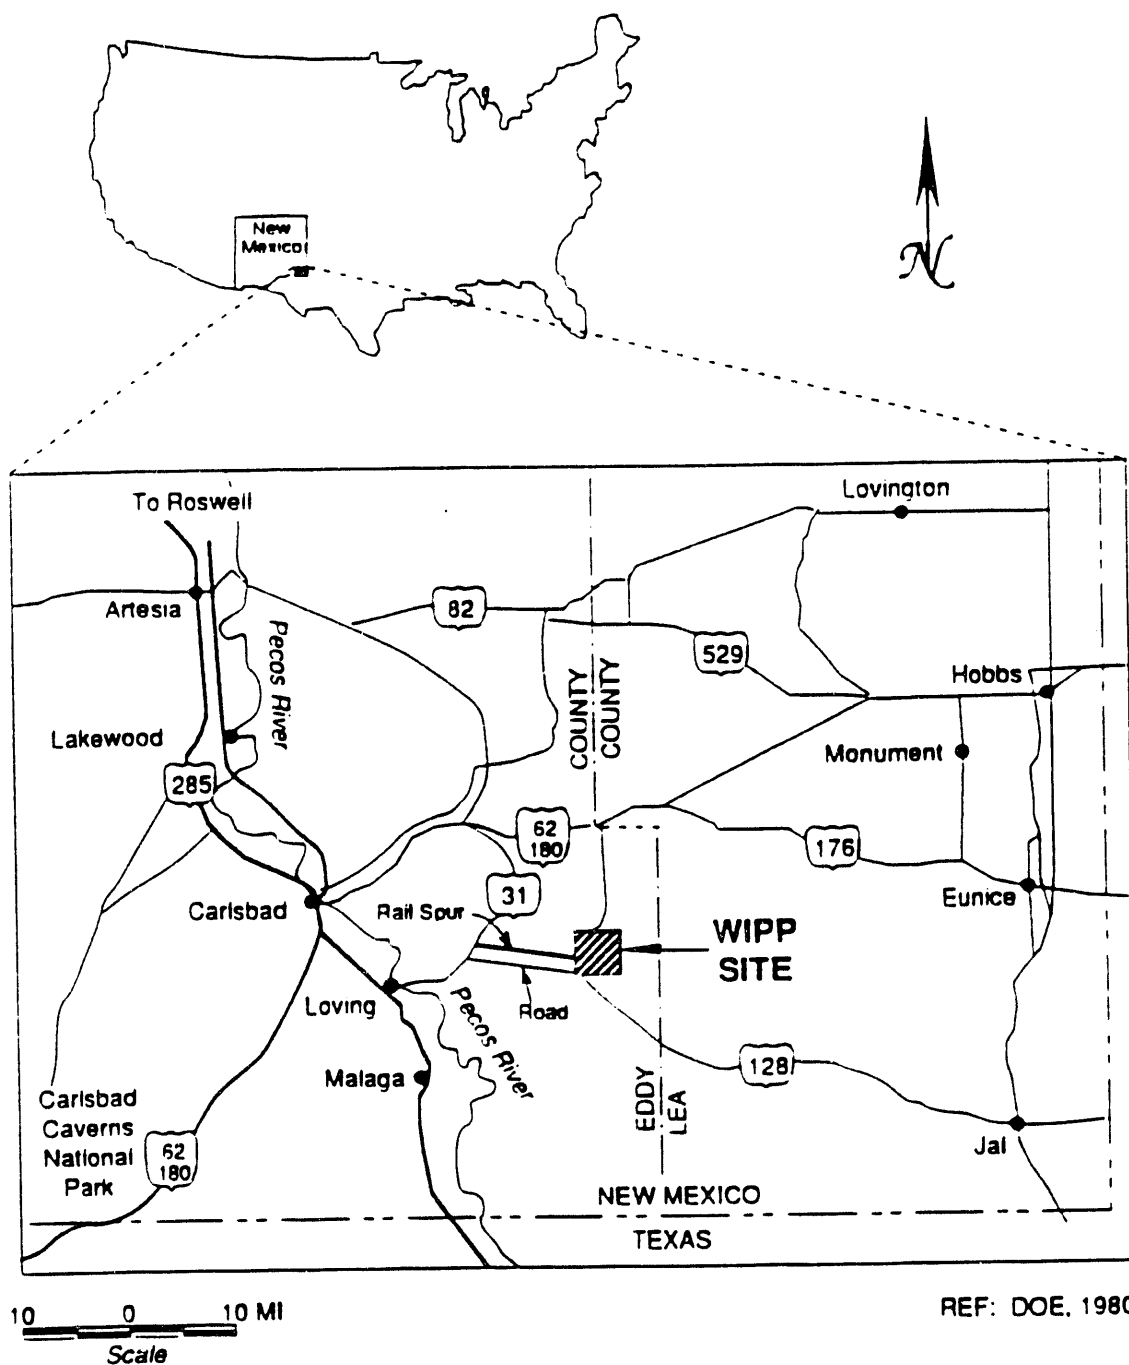 New
Mexico
N
To Roswell
Lovington
Artesia
82
Pecos River
529
Hobbs
COUNTY
COUNTY
Lakewood
Monument
285
62
180
176
31
Eunice
Carlsbad
Rail Spur
WIPP
SITE
Loving
Road
Pecos River
Malaga
128
EDDY
LEA
Carlsbad
Caverns
National
Park
62
180
Jal
NEW MEXICO
TEXAS
10 0 10 MI
Scale
REF: DOE, 1980